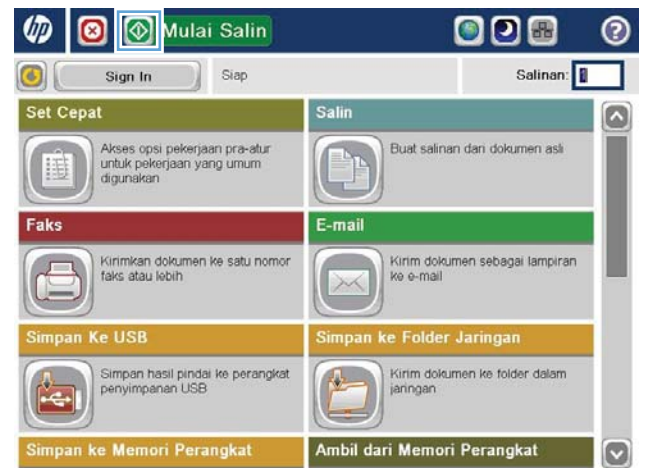 hp
Mulai Salin
?
Sign In
Siap
Salinan: 1
Set Cepat
Akses opsi pekerjaan pra-atur
untuk pekerjaan yang umum
digunakan
Salin
Buat salinan dari dokumen asli
Faks
Kirimkan dokumen ke satu nomor
faks atau lebih
E-mail
Kirim dokumen sebagai lampiran
ke e-mail
Simpan Ke USB
Simpan hasil pindai ke perangkat
penyimpanan USB
Simpan ke Folder Jaringan
Kirim dokumen ke folder dalam
jaringan
Simpan ke Memori Perangkat
Ambil dari Memori Perangkat